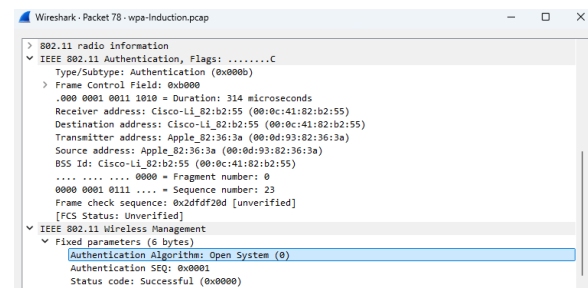 Wireshark · Packet 78 · wpa-Induction.pcap
802.11 radio information
IEEE 802.11 Authentication, Flags: ........C
Type/Subtype: Authentication (0x000b)
Frame Control Field: 0xb000
.000 0001 0011 1010 = Duration: 314 microseconds
Receiver address: Cisco-Li_82:b2:55 (00:0c:41:82:b2:55)
Destination address: Cisco-Li_82:b2:55 (00:0c:41:82:b2:55)
Transmitter address: Apple_82:36:3a (00:0d:93:82:36:3a)
Source address: Apple_82:36:3a (00:0d:93:82:36:3a)
BSS Id: Cisco-Li_82:b2:55 (00:0c:41:82:b2:55)
.... .... .... 0000 = Fragment number: 0
0000 0001 0111 .... = Sequence number: 23
Frame check sequence: 0x2dfdf20d [unverified]
[FCS Status: Unverified]
IEEE 802.11 Wireless Management
Fixed parameters (6 bytes)
Authentication Algorithm: Open System (0)
Authentication SEQ: 0x0001
Status code: Successful (0x0000)